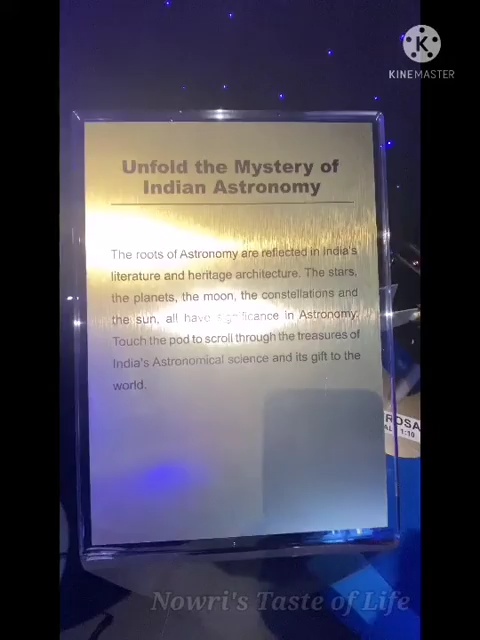 KINEMASTER
Unfold the Mystery of
Indian Astronomy
The roots of Astronomy are reflected in India's
literature and heritage architecture. The stars,
the planets, the moon, the constellations and
the sun, all have significance in Astronomy.
Touch the pod to scroll through the treasures of
India's Astronomical science and its gift to the
world.
1:10
Nowri's Taste of Life